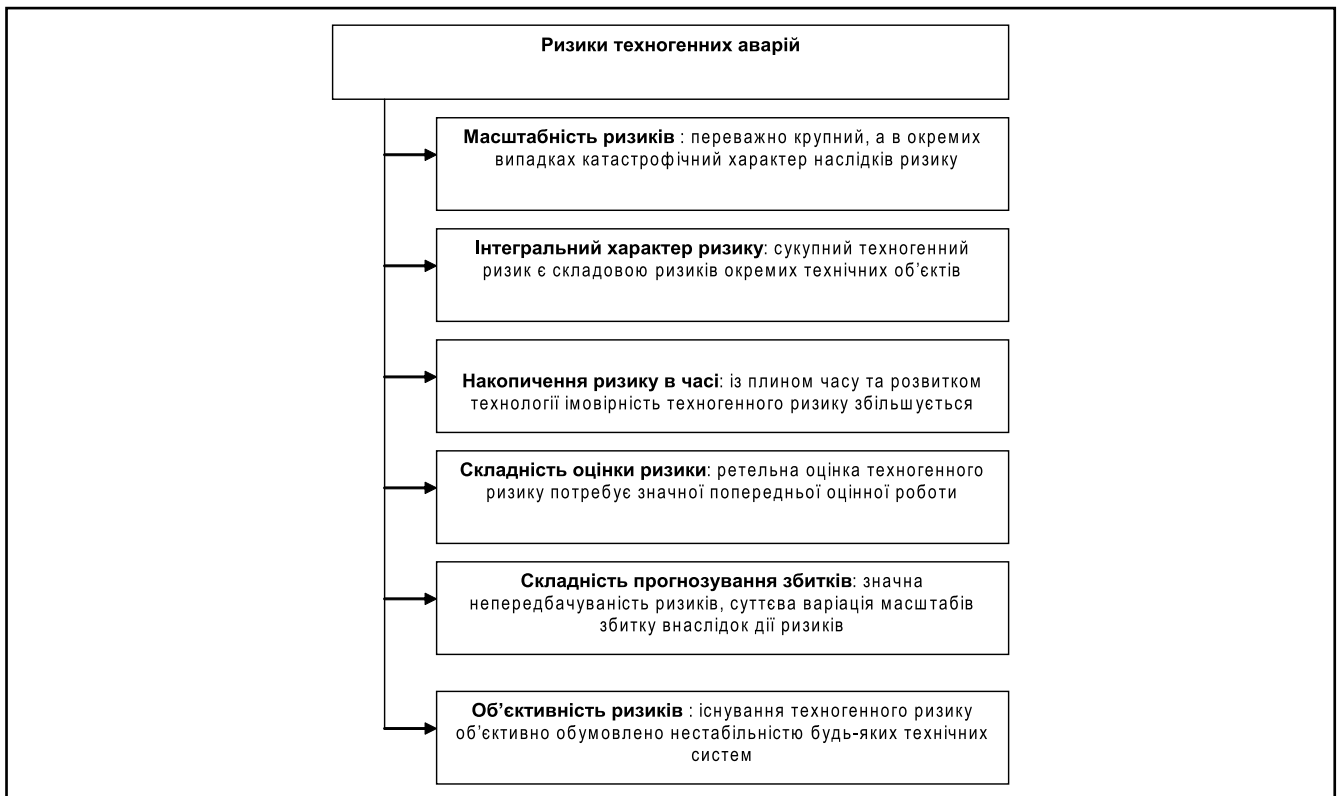 Ризики техногенних аварій
Масштабність ризиків : переважно крупний, а в окремих
випадках катастрофічний характер наслідків ризику
Інтегральний характер ризику: сукупний техногенний
ризик є складовою ризиків окремих технічних об’єктів
Накопичення ризику в часі: із плином часу та розвитком
технології імовірність техногенного ризику збільшується
Складність оцінки ризики: ретельна оцінка техногенного
ризику потребує значної попередньої оцінної роботи
Складність прогнозування збитків: значна
непередбачуваність ризиків, суттєва варіація масштабів
збитку внаслідок дії ризиків
Об’єктивність ризиків : існування техногенного ризику
об’єктивно обумовлено нестабільністю будь-яких технічних
систем